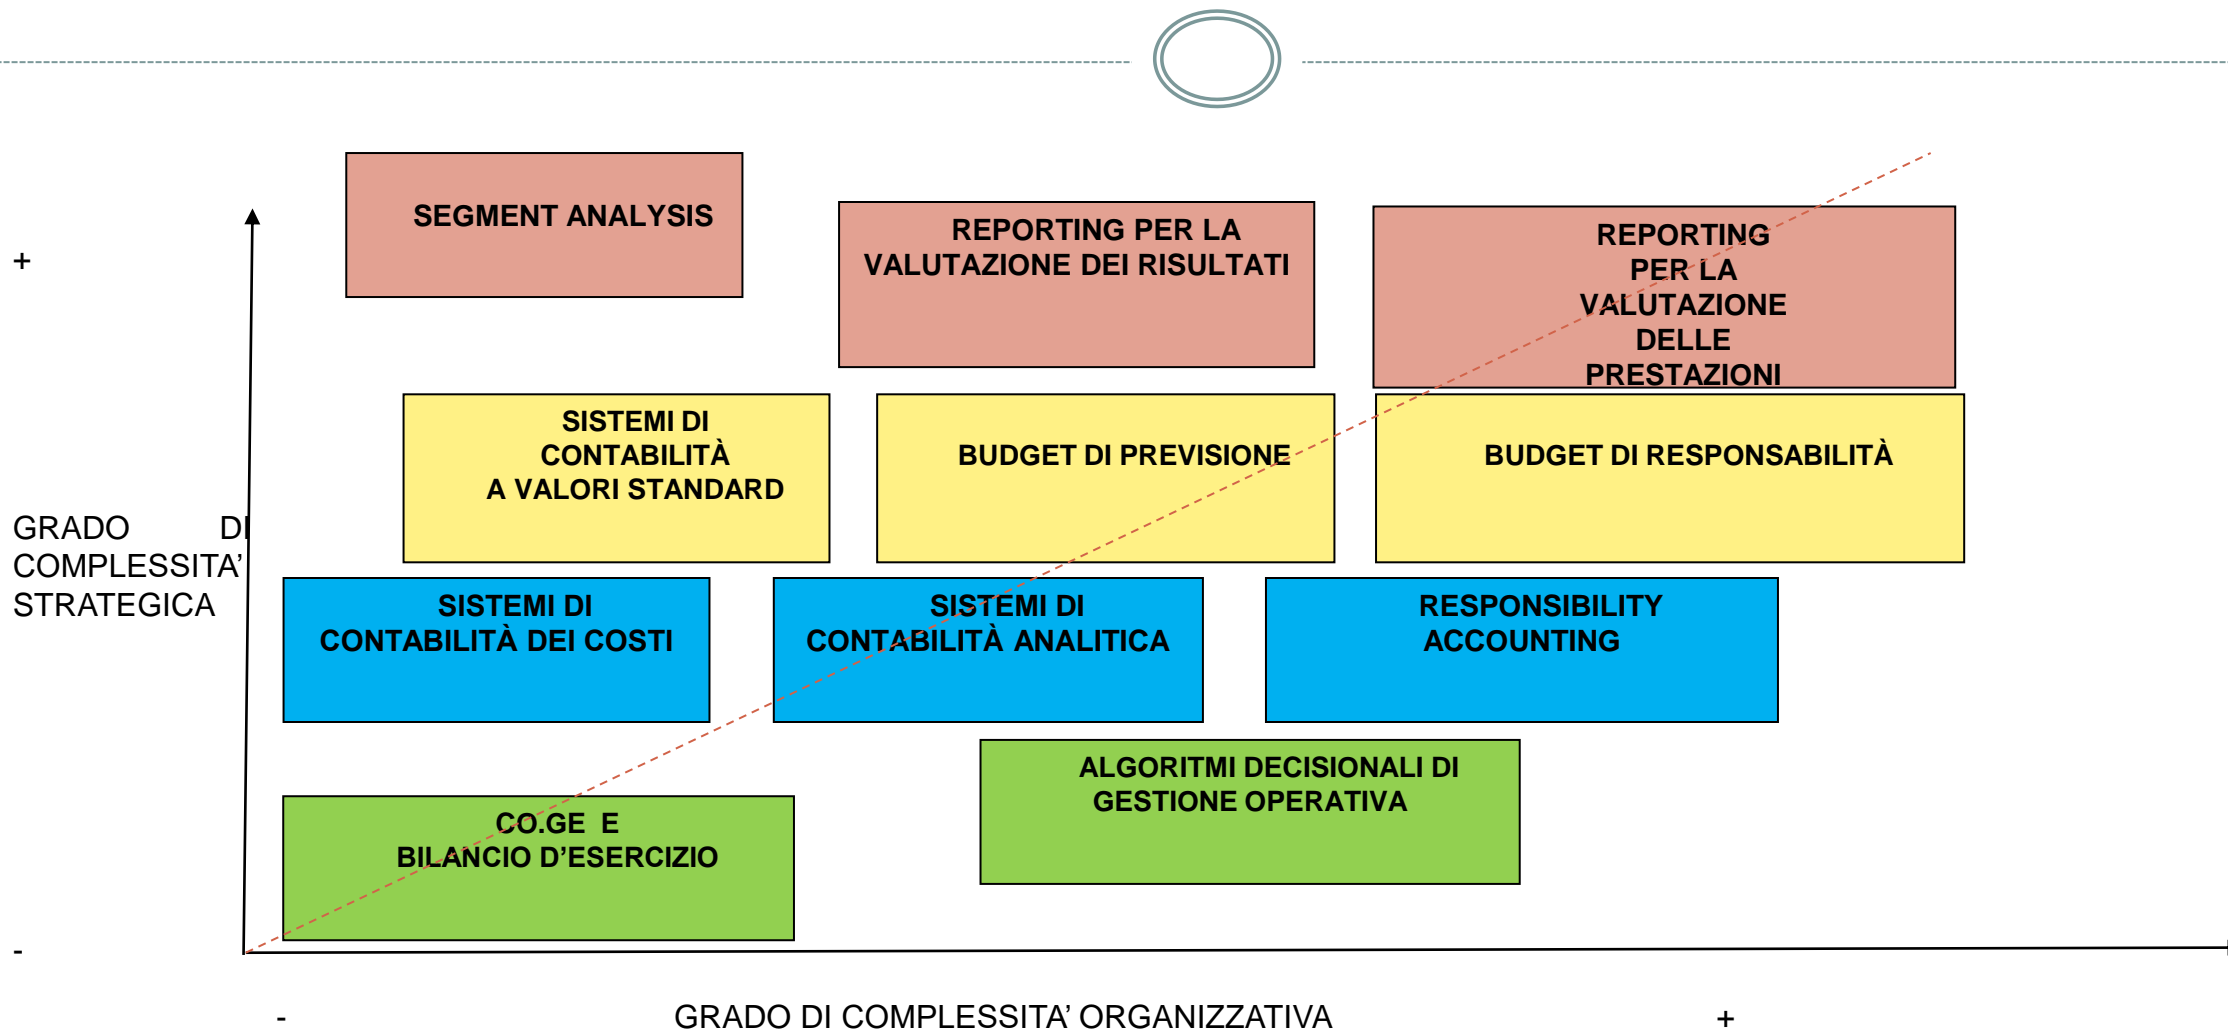 SEGMENT ANALYSIS
REPORTING PER LA
VALUTAZIONE DEI RISULTATI
REPORTING
PER LA
VALUTAZIONE
DELLE
PRESTAZIONI
+
SISTEMI DI
CONTABILITÀ
A VALORI STANDARD
BUDGET DI PREVISIONE
BUDGET DI RESPONSABILITÀ
GRADO DI
COMPLESSITA’
STRATEGICA
SISTEMI DI
CONTABILITÀ DEI COSTI
SISTEMI DI
CONTABILITÀ ANALITICA
RESPONSIBILITY
ACCOUNTING
ALGORITMI DECISIONALI DI
GESTIONE OPERATIVA
CO.GE E
BILANCIO D’ESERCIZIO
-
- GRADO DI COMPLESSITA’ ORGANIZZATIVA +